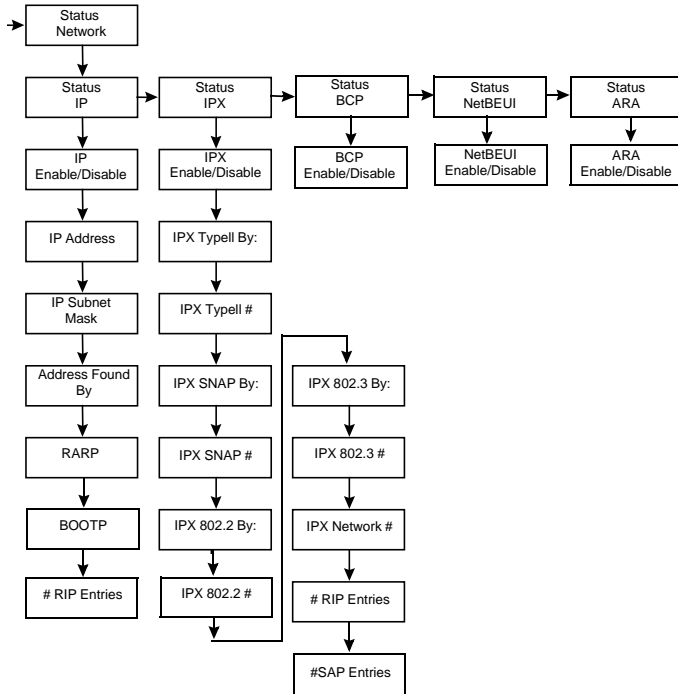 Status
Network
Status
IP
Status
IPX
Status
BCP
Status
NetBEUI
Status
ARA
IP
Enable/Disable
IPX
Enable/Disable
BCP
Enable/Disable
NetBEUI
Enable/Disable
ARA
Enable/Disable
IP Address
IPX TypeII By:
IP Subnet
Mask
IPX TypeII #
Address Found
By
IPX SNAP By:
IPX 802.3 By:
RARP
IPX SNAP #
IPX 802.3 #
BOOTP
IPX 802.2 By:
IPX Network #
# RIP Entries
IPX 802.2 #
# RIP Entries
#SAP Entries